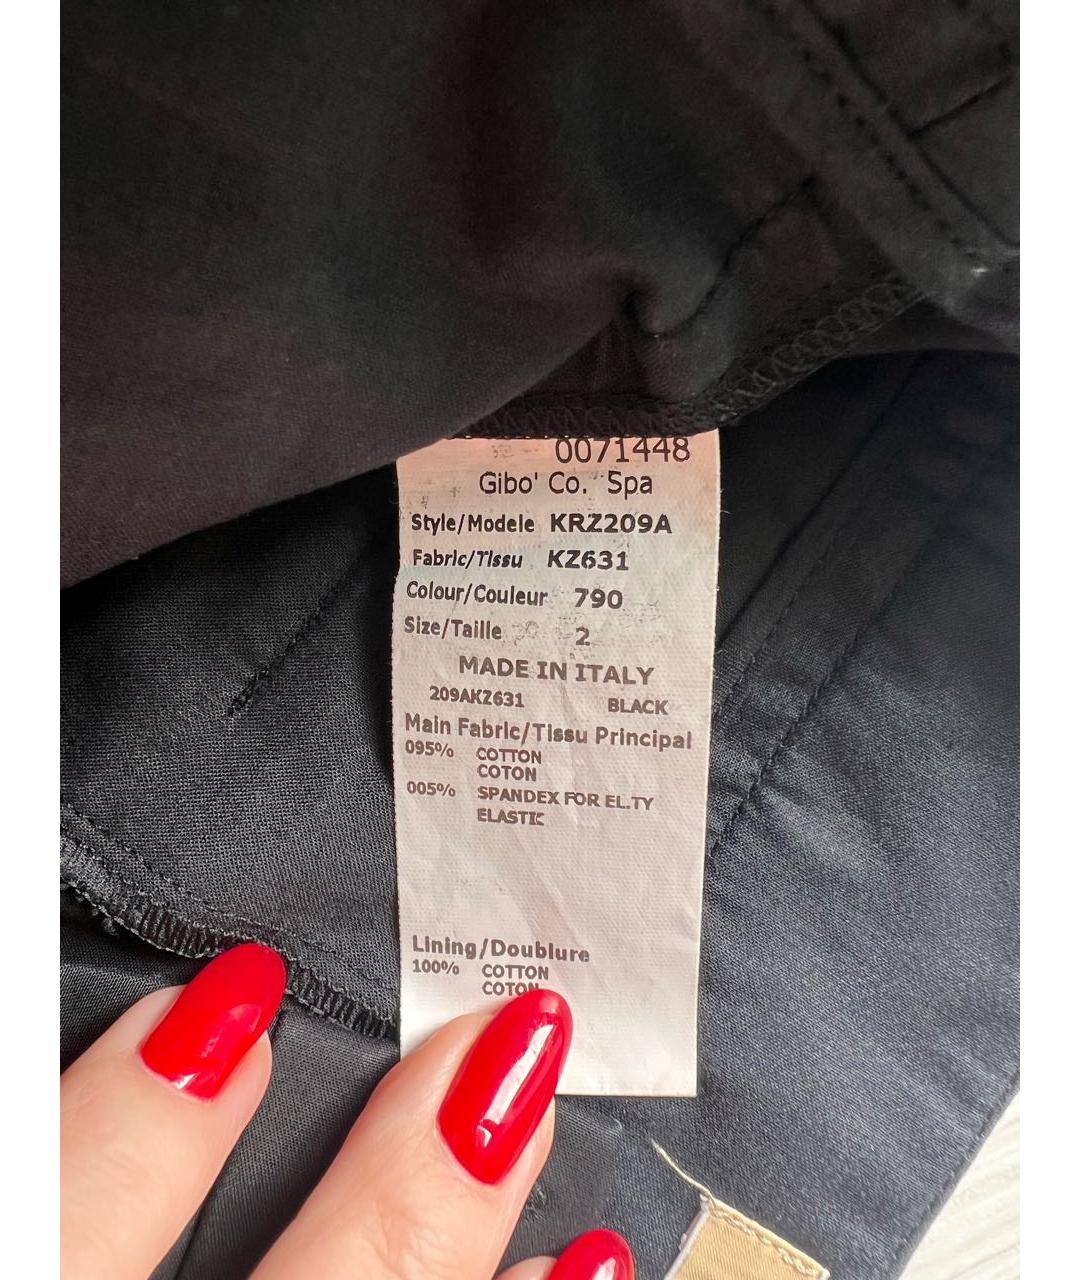 0071448
Gibo' Co. Spa
Style/Modele KRZ209A
Fabric/Tissu KZ631
Colour/Couleur 790
Size/Taille 2
MADE IN ITALY
209AKZ631 BLACK
Main Fabric/Tissu Principal
095% COTTON
COTON
005% SPANDEX FOR EL.TY
ELASTIC
Lining/Doublure
100% COTTON
COTON